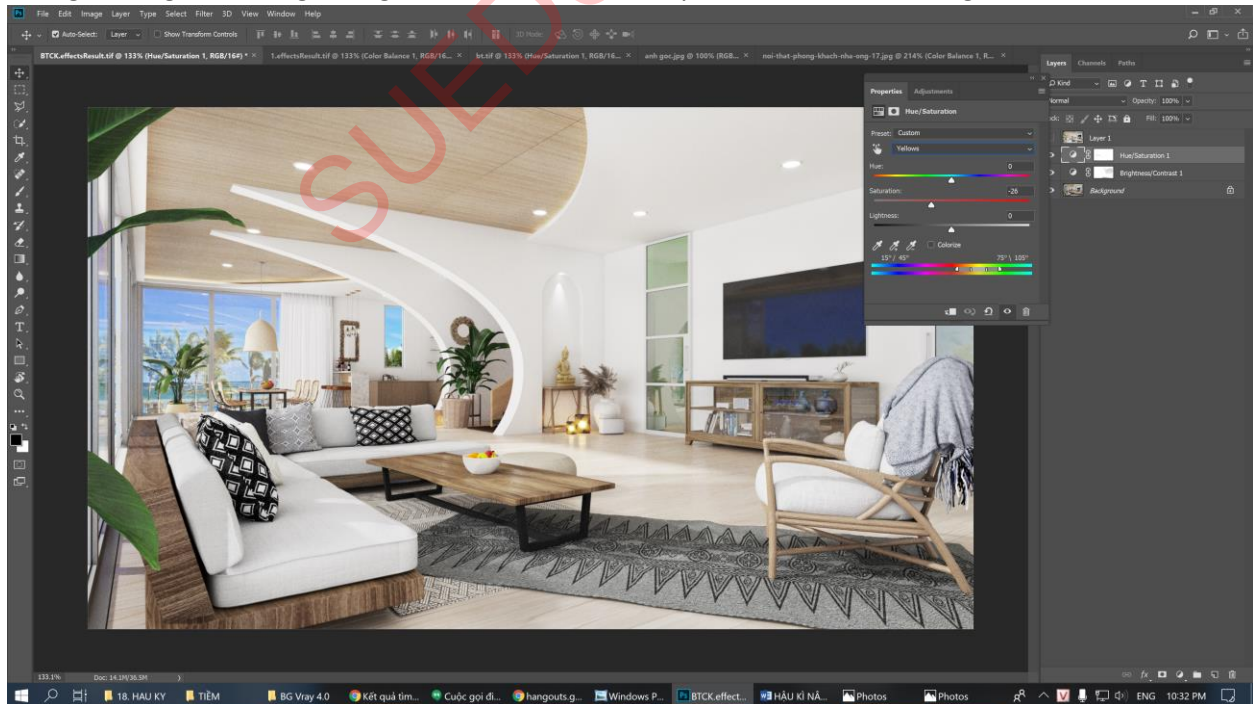 File Edit Image Layer Type Select Filter 3D View Window Help
Auto-Select: Layer Show Transform Controls 3D Mode:
BTCK.effectsResult.tif @ 133% (Hue/Saturation 1, RGB/16#) * × 1.effectsResult.tif @ 133% (Color Balance 1, RGB/16... × bt.tif @ 133% (Hue/Saturation 1, RGB/16... × anh goc.jpg @ 100% (RGB... × noi-that-phong-khach-nha-ong-17.jpg @ 214% (Color Balance 1, R... ×
Layers Channels Paths
Kind
Properties Adjustments
Normal Opacity: 100%
Hue/Saturation
Fill: 100%
Preset: Custom
Layer 1
Yellows
Hue/Saturation 1
Hue: 0
Brightness/Contrast 1
Saturation: -26
Background
Lightness: 0
Colorize
15° / 45° 75° \ 105°
SUED
133.1% Doc: 14.1M/36.5M
18. HAU KY TIỀM BG Vray 4.0 Kết quả tìm... Cuộc gọi đi... hangouts.g... Windows P... BTCK.effect... HẬU KÌ NÂ... Photos Photos ENG 10:32 PM